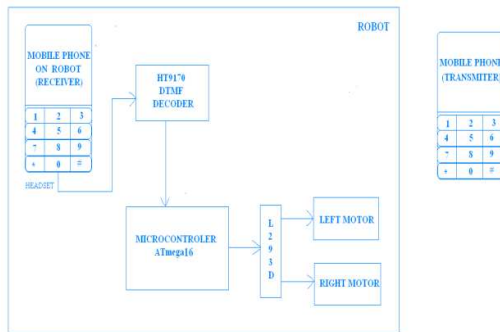 ROBOT
MOBILE PHONE
ON ROBOT
(RECEIVER)
1 2 3
4 5 6
7 8 9
* 0 #
HEADSET
HT9170
DTMF
DECODER
MICROCONTROLER
ATmega16
L
2
9
3
D
LEFT MOTOR
RIGHT MOTOR
MOBILE PHONE
(TRANSMITER)
1 2 3
4 5 6
7 8 9
* 0 #